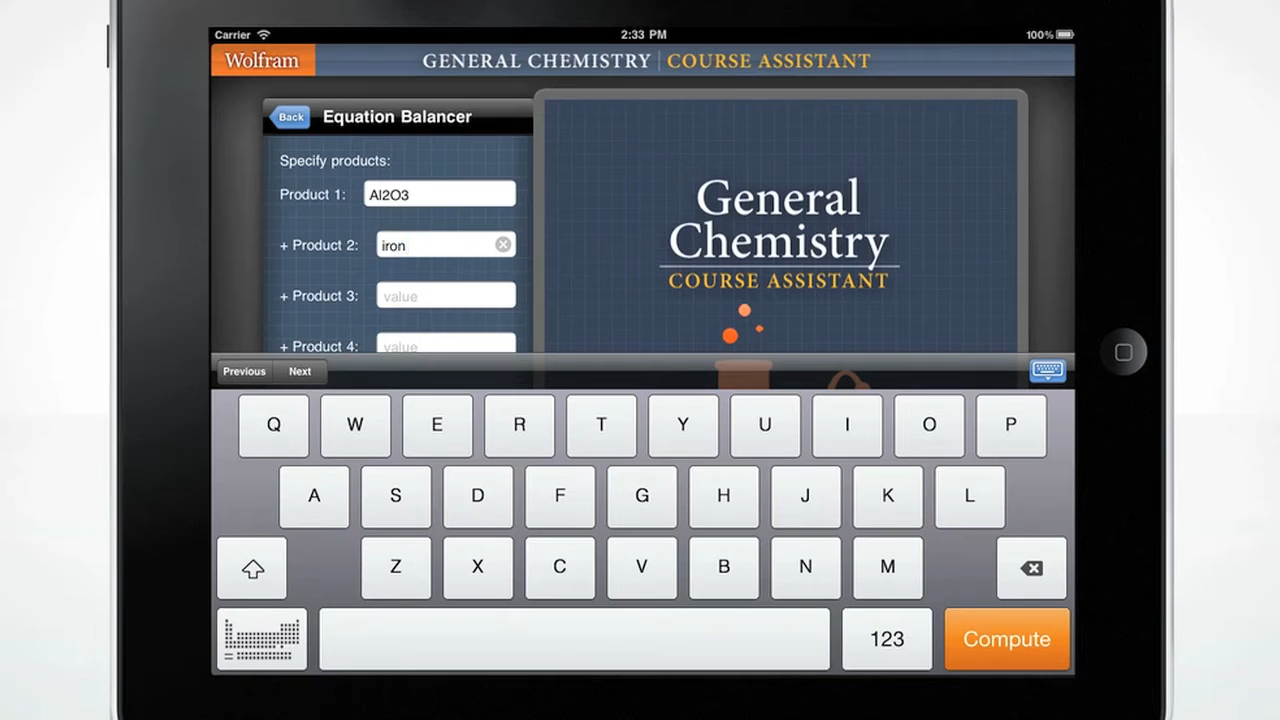 Carrier 2:33 PM 100%
Wolfram GENERAL CHEMISTRY | COURSE ASSISTANT
Back Equation Balancer
Specify products:
Product 1: Al2O3
+ Product 2: iron
+ Product 3: value
+ Product 4: value
General
Chemistry
COURSE ASSISTANT
Previous Next
Q W E R T Y U I O P
A S D F G H J K L
Z X C V B N M
123 Compute